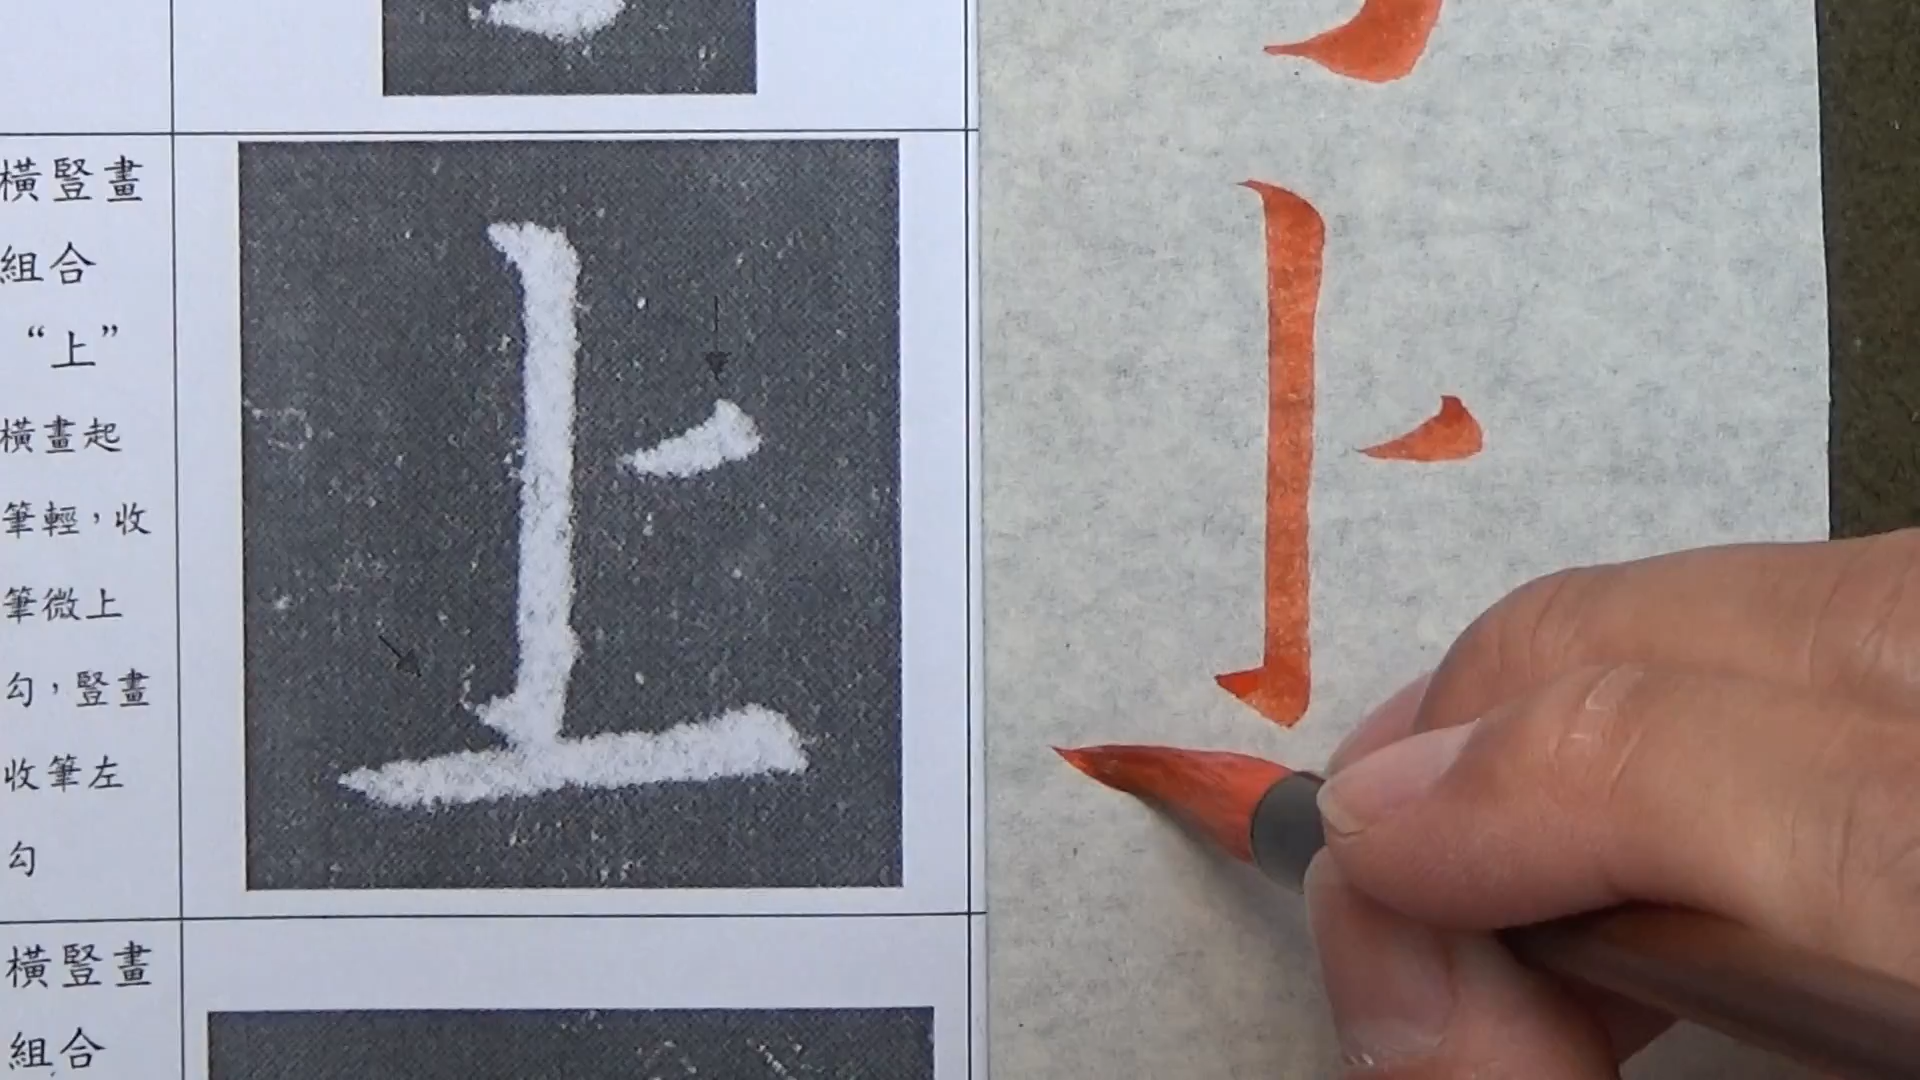 橫豎畫
組合
“上”
橫畫起
筆輕，收
筆微上
勾，豎畫
收筆左
勾
上
橫豎畫
組合